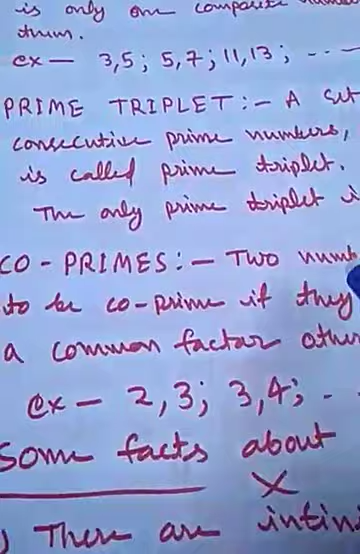 is only one composite number
them.
ex – 3,5; 5,7; 11,13; ----
PRIME TRIPLET:– A set
consecutive prime numbers,
is called prime triplet.
The only prime triplet i
CO-PRIMES:– Two numb
to be co-prime if they
a common factor other
ex – 2,3; 3,4; -
Some facts about
X
) There are infini